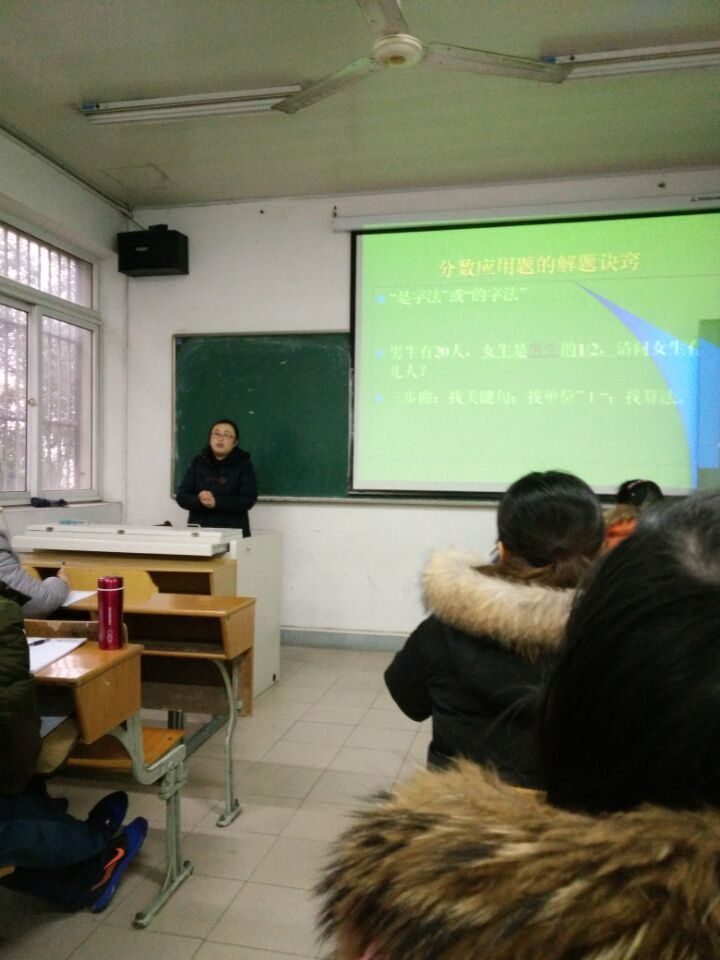 分数应用题的解题诀窍
“是字法”或“的字法”
男生有20人，女生是男生的1/2，请问女生有
几人？
三步曲：找关键句；找单位”1“；找算法。